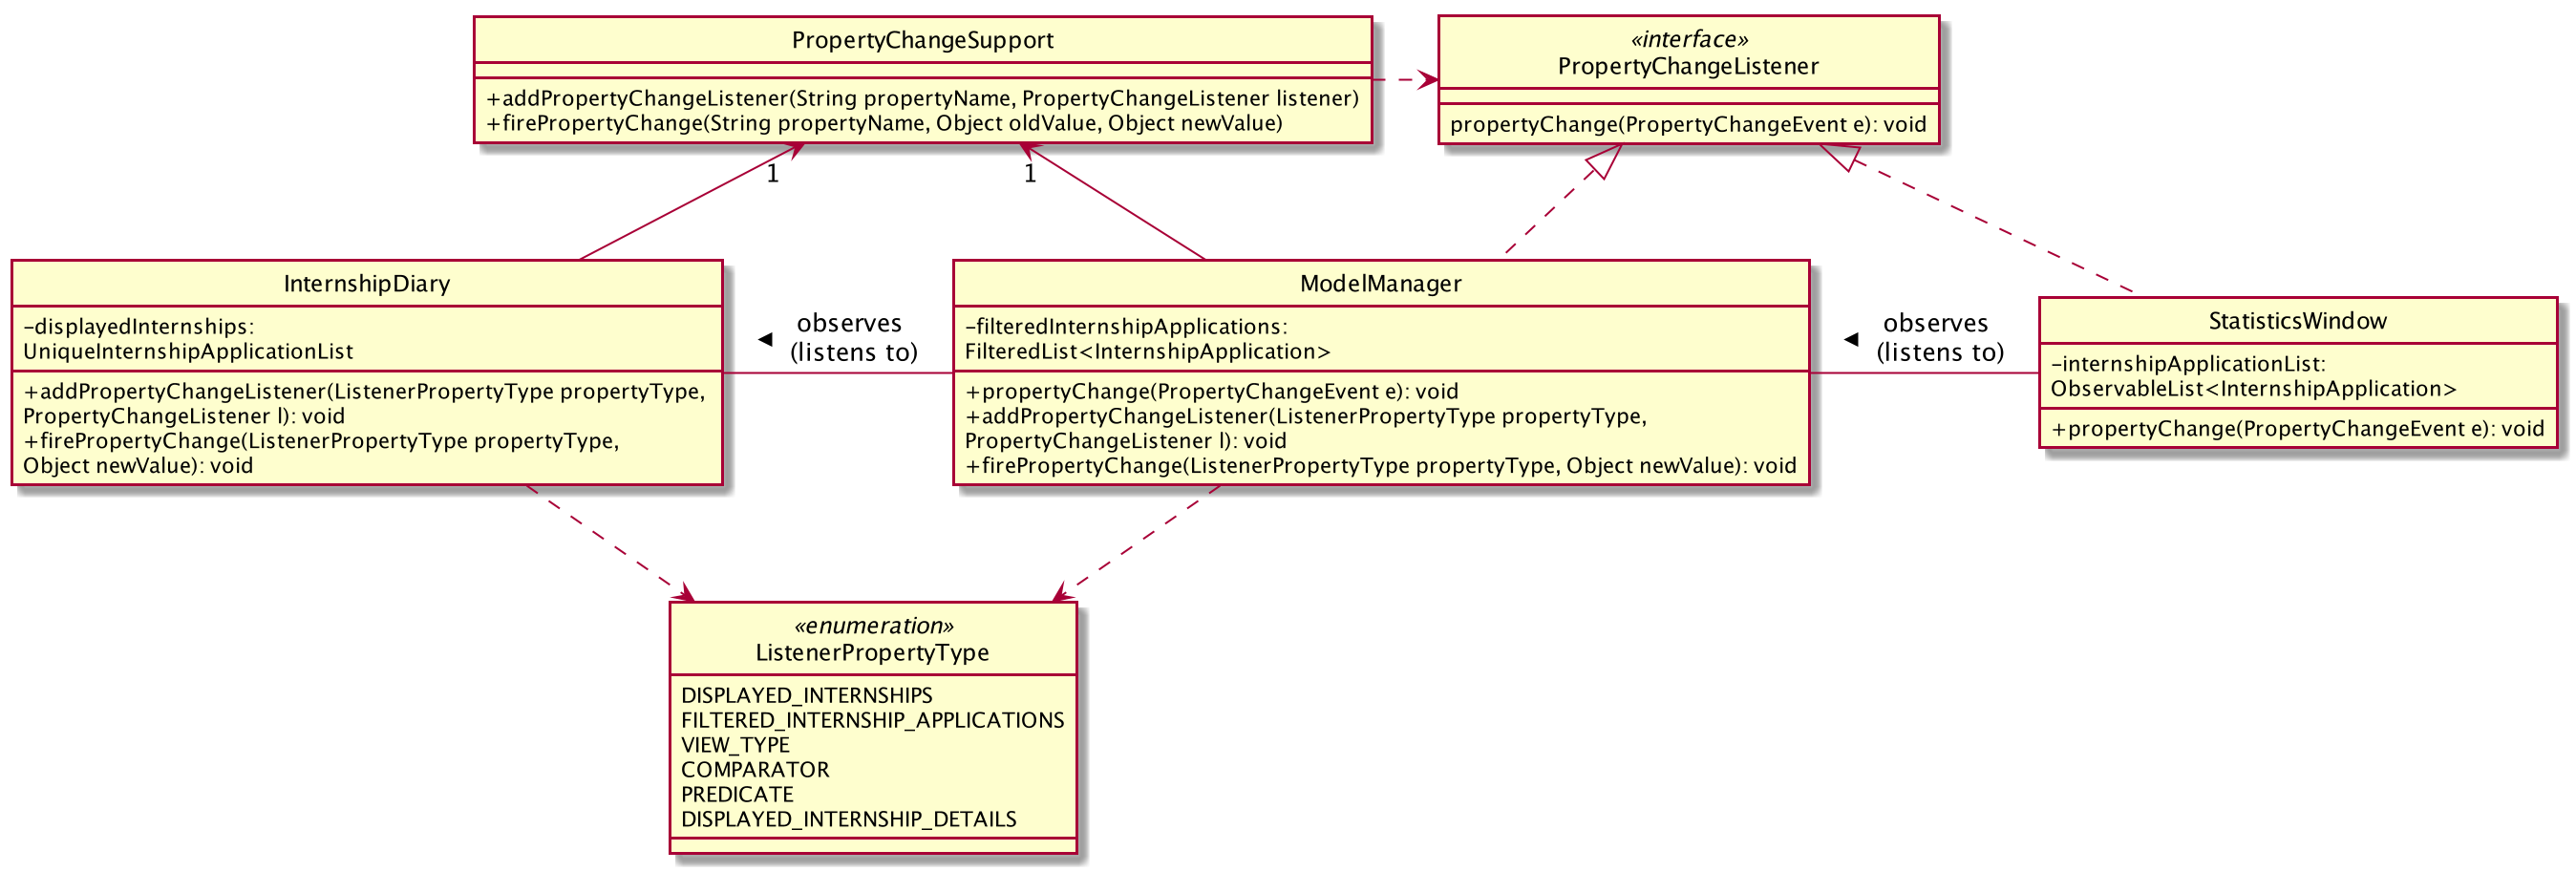 PropertyChangeSupport
+addPropertyChangeListener(String propertyName, PropertyChangeListener listener)
+firePropertyChange(String propertyName, Object oldValue, Object newValue)
«interface»
PropertyChangeListener
propertyChange(PropertyChangeEvent e): void
1
1
InternshipDiary
-displayedInternships:
UniqueInternshipApplicationList
+addPropertyChangeListener(ListenerPropertyType propertyType,
PropertyChangeListener l): void
+firePropertyChange(ListenerPropertyType propertyType,
Object newValue): void
observes
(listens to)
ModelManager
-filteredInternshipApplications:
FilteredList<InternshipApplication>
+propertyChange(PropertyChangeEvent e): void
+addPropertyChangeListener(ListenerPropertyType propertyType,
PropertyChangeListener l): void
+firePropertyChange(ListenerPropertyType propertyType, Object newValue): void
observes
(listens to)
StatisticsWindow
-internshipApplicationList:
ObservableList<InternshipApplication>
+propertyChange(PropertyChangeEvent e): void
«enumeration»
ListenerPropertyType
DISPLAYED_INTERNSHIPS
FILTERED_INTERNSHIP_APPLICATIONS
VIEW_TYPE
COMPARATOR
PREDICATE
DISPLAYED_INTERNSHIP_DETAILS